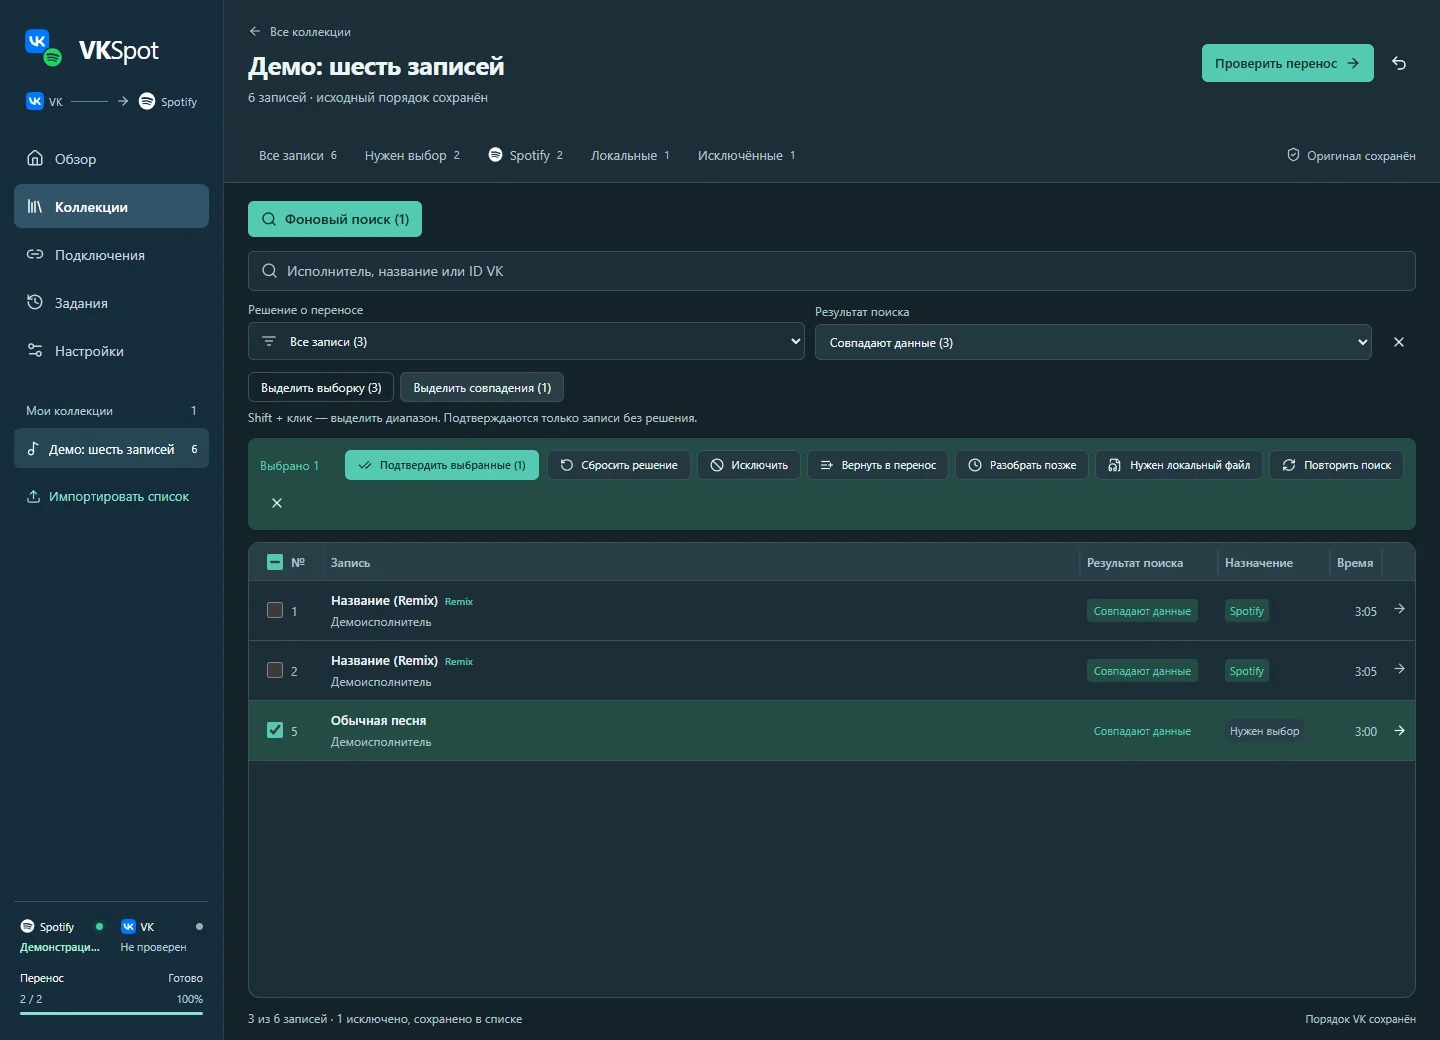 VKSpot
VK Spotify
Обзор
Коллекции
Подключения
Задания
Настройки
Мои коллекции 1
Демо: шесть записей 6
Импортировать список
Spotify VK
Демонстраци... Не проверен
Перенос Готово
2 / 2 100%
Все коллекции
Демо: шесть записей
6 записей · исходный порядок сохранён
Проверить перенос
Все записи 6 Нужен выбор 2 Spotify 2 Локальные 1 Исключённые 1 Оригинал сохранён
Фоновый поиск (1)
Исполнитель, название или ID VK
Решение о переносе Результат поиска
Все записи (3) Совпадают данные (3)
Выделить выборку (3) Выделить совпадения (1)
Shift + клик — выделить диапазон. Подтверждаются только записи без решения.
Выбрано 1 Подтвердить выбранные (1) Сбросить решение Исключить Вернуть в перенос Разобрать позже Нужен локальный файл Повторить поиск
№ Запись Результат поиска Назначение Время
1 Название (Remix) Remix Совпадают данные Spotify 3:05
Демоисполнитель
2 Название (Remix) Remix Совпадают данные Spotify 3:05
Демоисполнитель
5 Обычная песня Совпадают данные Нужен выбор 3:00
Демоисполнитель
3 из 6 записей · 1 исключено, сохранено в списке Порядок VK сохранён